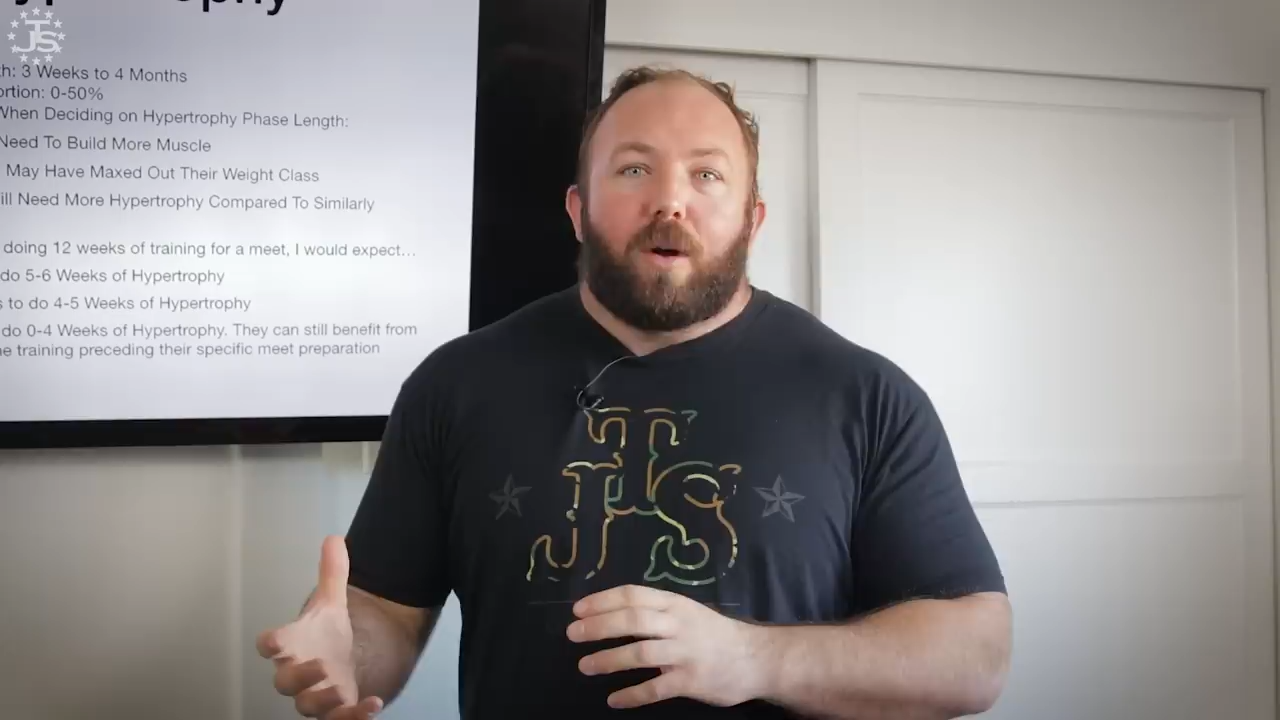 JTS
th: 3 Weeks to 4 Months
ortion: 0-50%
When Deciding on Hypertrophy Phase Length:
Need To Build More Muscle
May Have Maxed Out Their Weight Class
ill Need More Hypertrophy Compared To Similarly
doing 12 weeks of training for a meet, I would expect...
do 5-6 Weeks of Hypertrophy
s to do 4-5 Weeks of Hypertrophy
do 0-4 Weeks of Hypertrophy. They can still benefit from
e training preceding their specific meet preparation
JTS